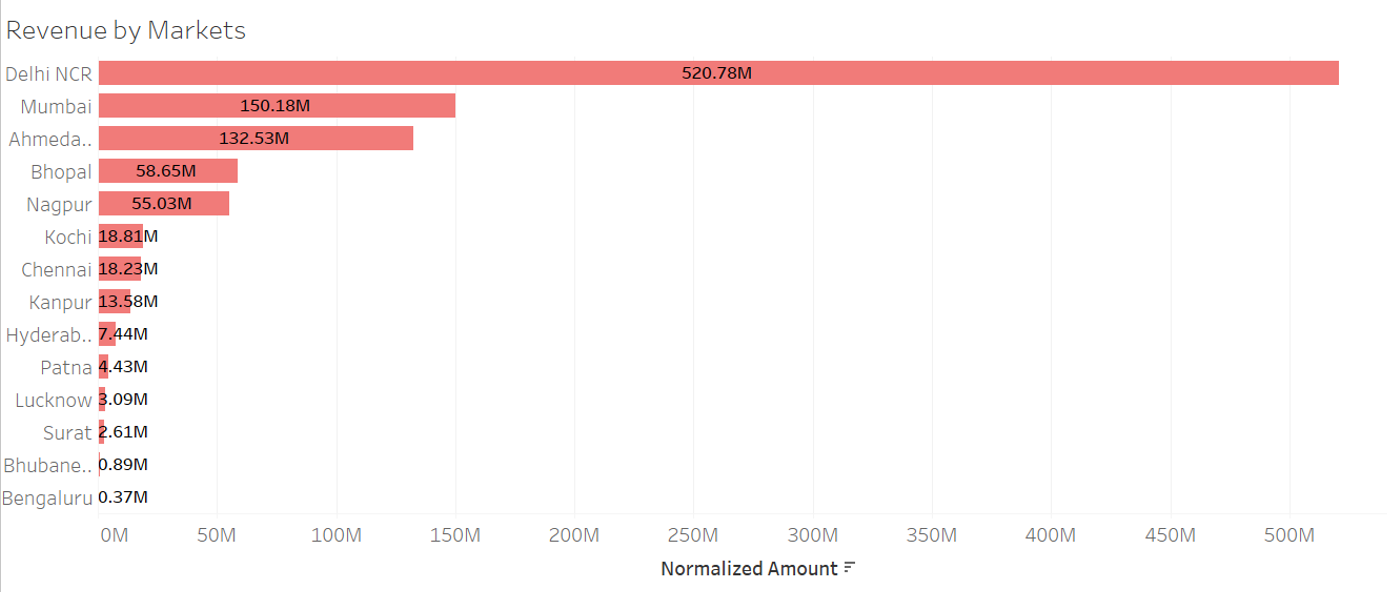 Revenue by Markets
Delhi NCR 520.78M
Mumbai 150.18M
Ahmeda.. 132.53M
Bhopal 58.65M
Nagpur 55.03M
Kochi 18.81M
Chennai 18.23M
Kanpur 13.58M
Hyderab.. 7.44M
Patna 4.43M
Lucknow 3.09M
Surat 2.61M
Bhubane.. 0.89M
Bengaluru 0.37M
0M 50M 100M 150M 200M 250M 300M 350M 400M 450M 500M
Normalized Amount